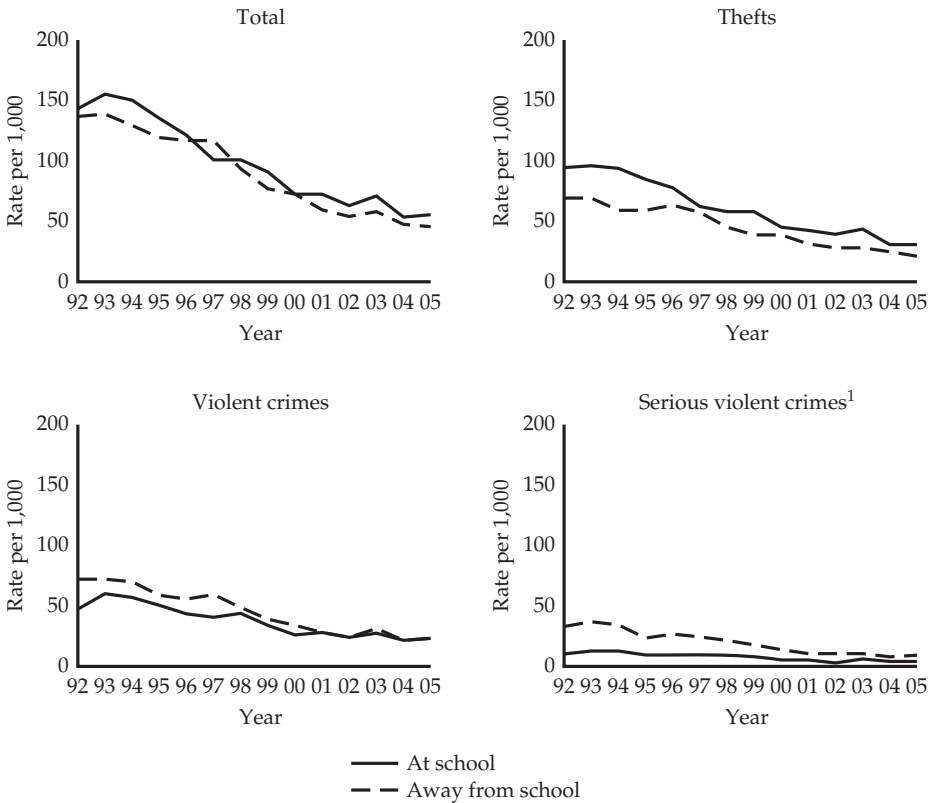 Total
Rate per 1,000
200
150
100
50
0
92 93 94 95 96 97 98 99 00 01 02 03 04 05
Year
Thefts
Rate per 1,000
200
150
100
50
0
92 93 94 95 96 97 98 99 00 01 02 03 04 05
Year
Violent crimes
Rate per 1,000
200
150
100
50
0
92 93 94 95 96 97 98 99 00 01 02 03 04 05
Year
Serious violent crimes¹
Rate per 1,000
200
150
100
50
0
92 93 94 95 96 97 98 99 00 01 02 03 04 05
Year
At school
Away from school